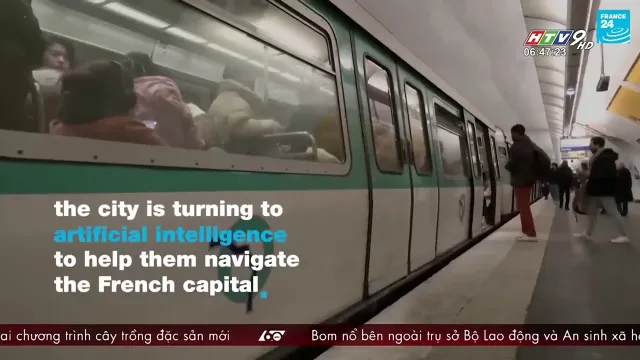 HTV9 HD
06:47:23
FRANCE 24
the city is turning to
artificial intelligence
to help them navigate
the French capital.
ai chương trình cây trồng đặc sản mới 60 Bom nổ bên ngoài trụ sở Bộ Lao động và An sinh xã h